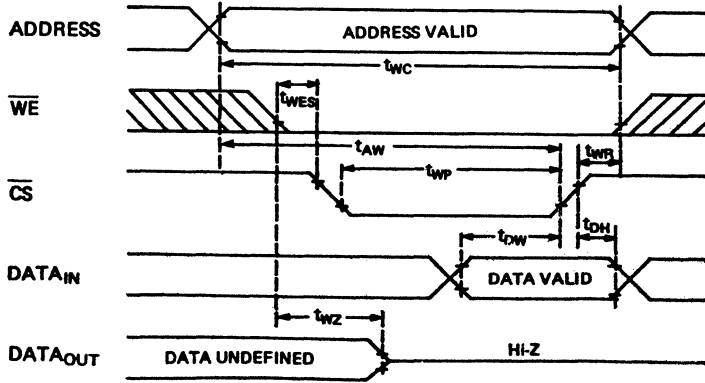 ADDRESS
ADDRESS VALID
tWC
WE
tWES
tAW
tWR
CS
tWP
tDW
tDH
DATAIN
DATA VALID
tWZ
DATAOUT
DATA UNDEFINED
Hi-Z